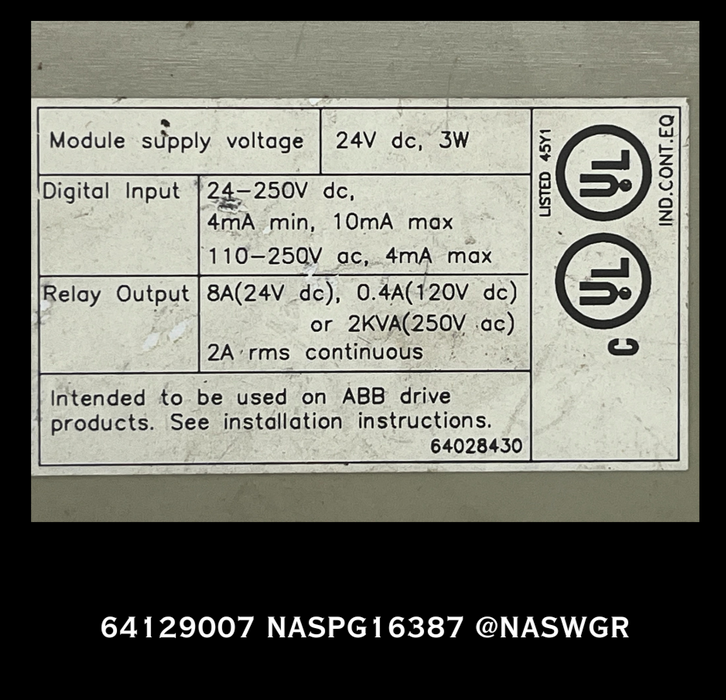 Module supply voltage 24V dc, 3W
Digital Input 24-250V dc,
4mA min, 10mA max
110-250V ac, 4mA max
Relay Output 8A(24V dc), 0.4A(120V dc)
or 2KVA(250V ac)
2A rms continuous
Intended to be used on ABB drive
products. See installation instructions.
64028430
LISTED 45Y1
UL
IND.CONT.EQ
C UL
64129007 NASPG16387 @NASWGR